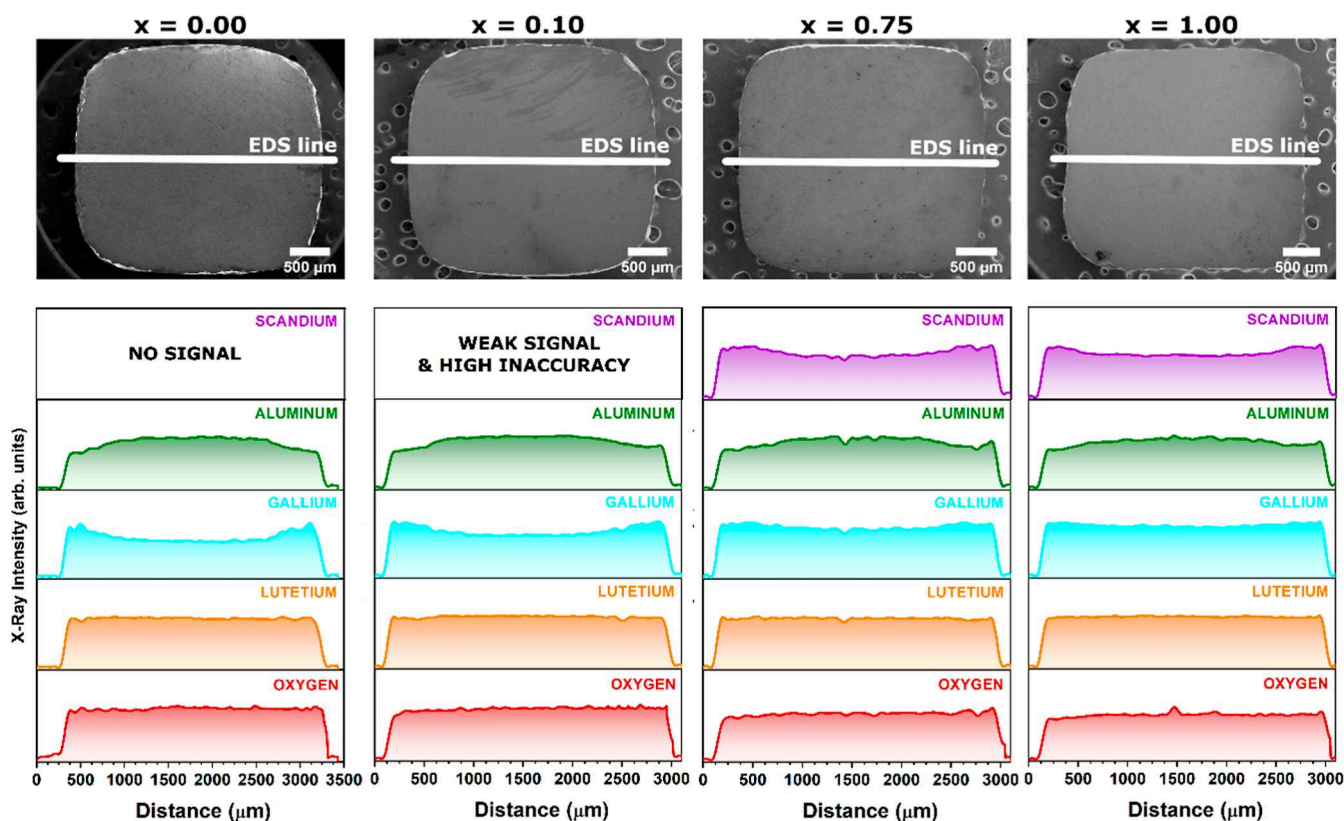 x = 0.00 x = 0.10 x = 0.75 x = 1.00
EDS line EDS line EDS line EDS line
500 µm 500 µm 500 µm 500 µm
SCANDIUM SCANDIUM SCANDIUM SCANDIUM
NO SIGNAL
WEAK SIGNAL
& HIGH INACCURACY
ALUMINUM ALUMINUM ALUMINUM ALUMINUM
GALLIUM GALLIUM GALLIUM GALLIUM
LUTETIUM LUTETIUM LUTETIUM LUTETIUM
OXYGEN OXYGEN OXYGEN OXYGEN
X-Ray Intensity (arb. units)
0 500 1000 1500 2000 2500 3000 3500 0 500 1000 1500 2000 2500 3000 0 500 1000 1500 2000 2500 3000 0 500 1000 1500 2000 2500 3000
Distance (µm) Distance (µm) Distance (µm) Distance (µm)